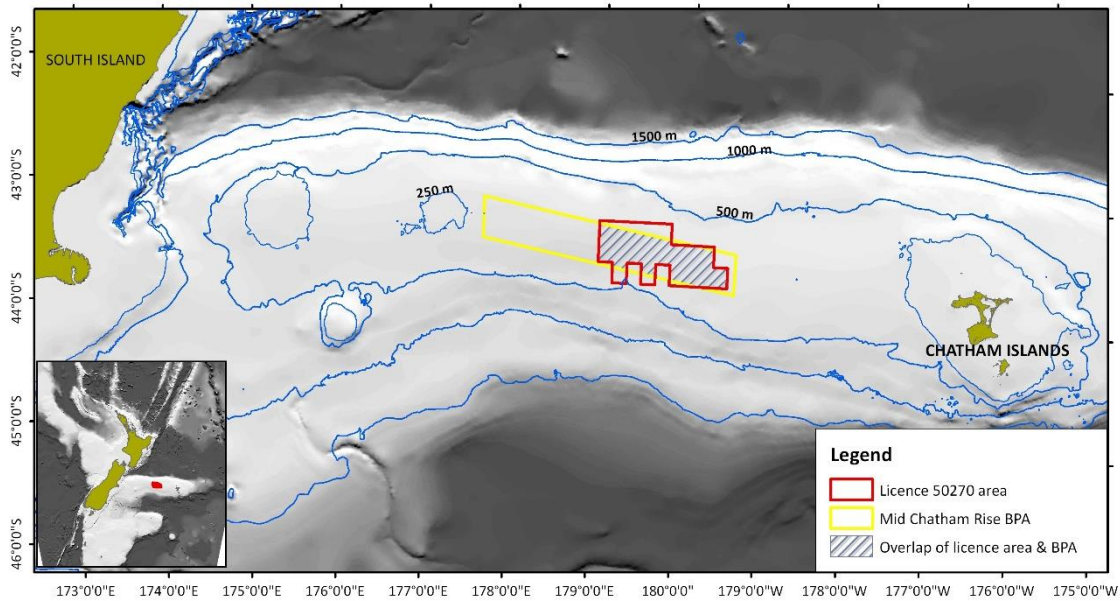 42°0'0"S
43°0'0"S
44°0'0"S
45°0'0"S
46°0'0"S
SOUTH ISLAND
1500 m
1000 m
250 m
500 m
CHATHAM ISLANDS
Legend
Licence 50270 area
Mid Chatham Rise BPA
Overlap of licence area & BPA
173°0'0"E
174°0'0"E
175°0'0"E
176°0'0"E
177°0'0"E
178°0'0"E
179°0'0"E
180°0'0"
179°0'0"W
178°0'0"W
177°0'0"W
176°0'0"W
175°0'0"W